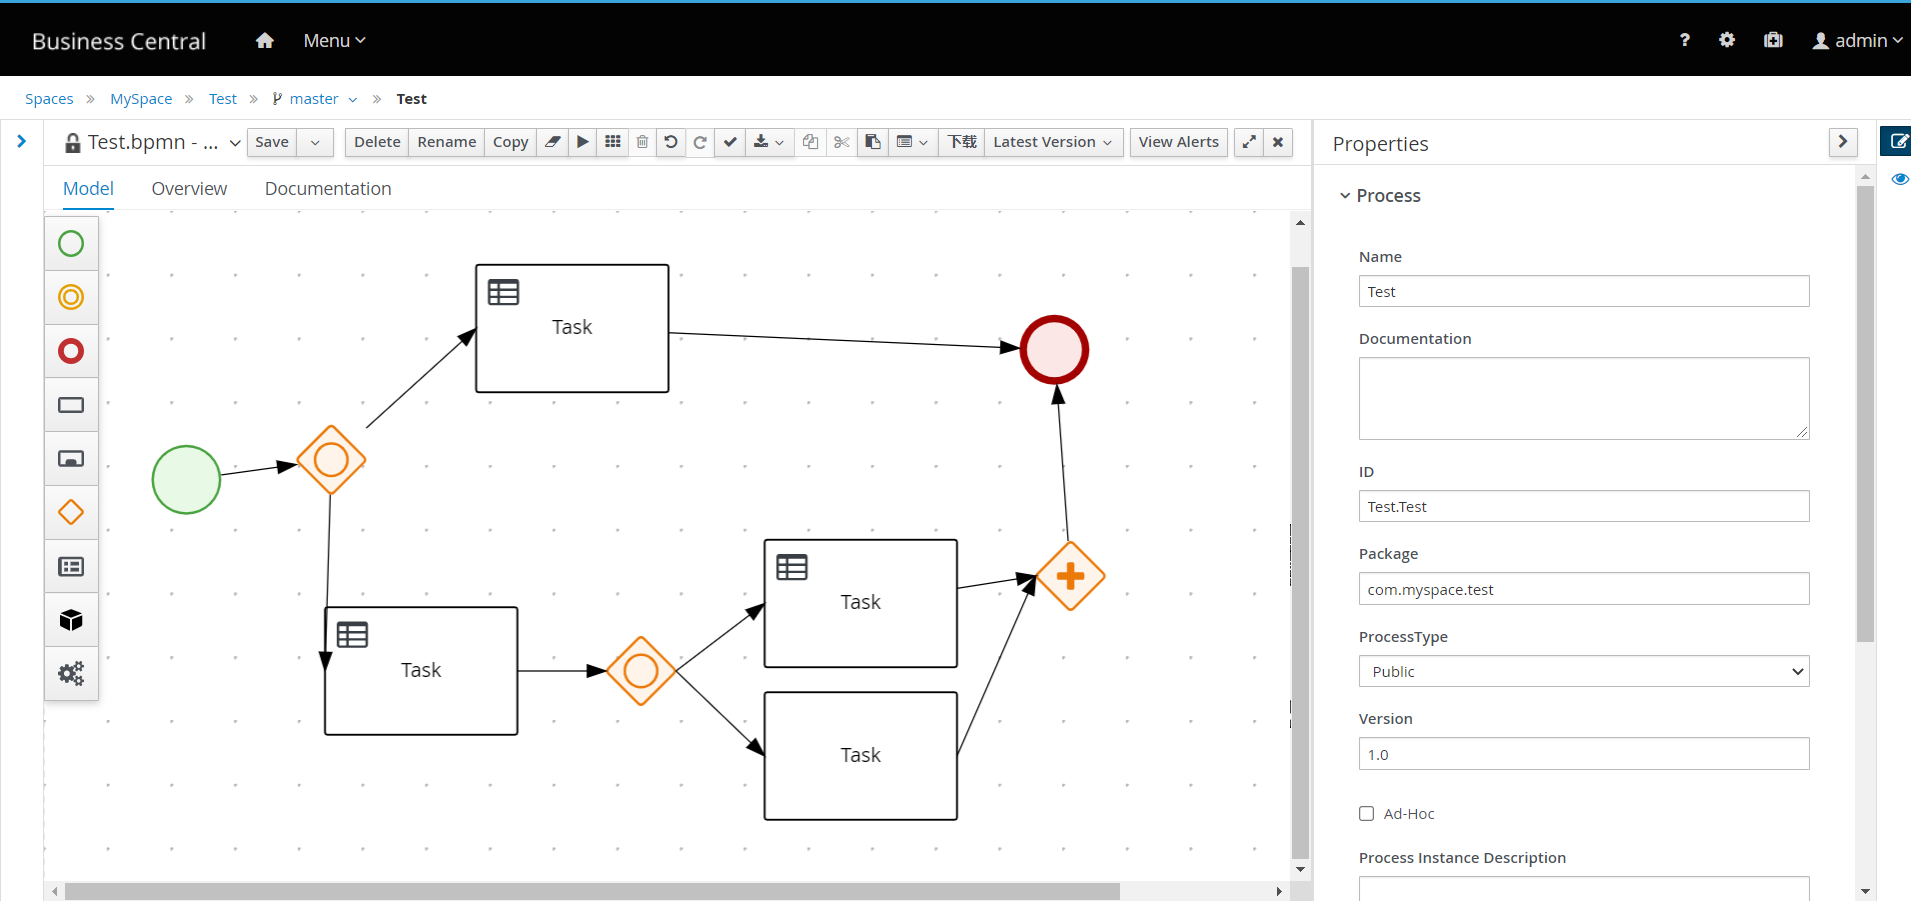 Business Central Menu ? admin
Spaces » MySpace » Test » master » Test
Test.bpmn - ... Save Delete Rename Copy 下载 Latest Version View Alerts
Properties
Model Overview Documentation
Process
Name
Test
Documentation
ID
Test.Test
Package
com.myspace.test
ProcessType
Public
Version
1.0
Ad-Hoc
Process Instance Description
Task
Task
Task
Task